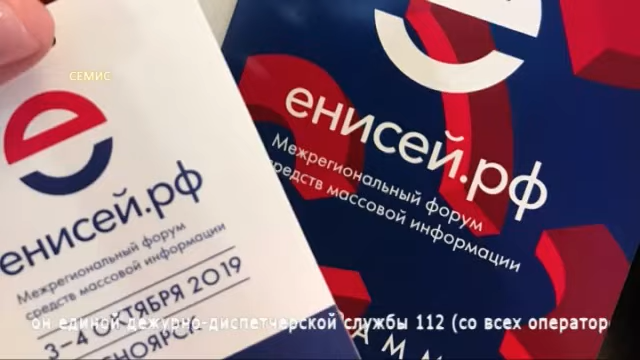 СЕМИС
енисей.рф
Межрегиональный форум
средств массовой информации
3-4 ОКТЯБРЯ 2019
енисей.рф
Межрегиональный форум
средств массовой информации
он единой дежурно-диспетчерской службы 112 (со всех оператор